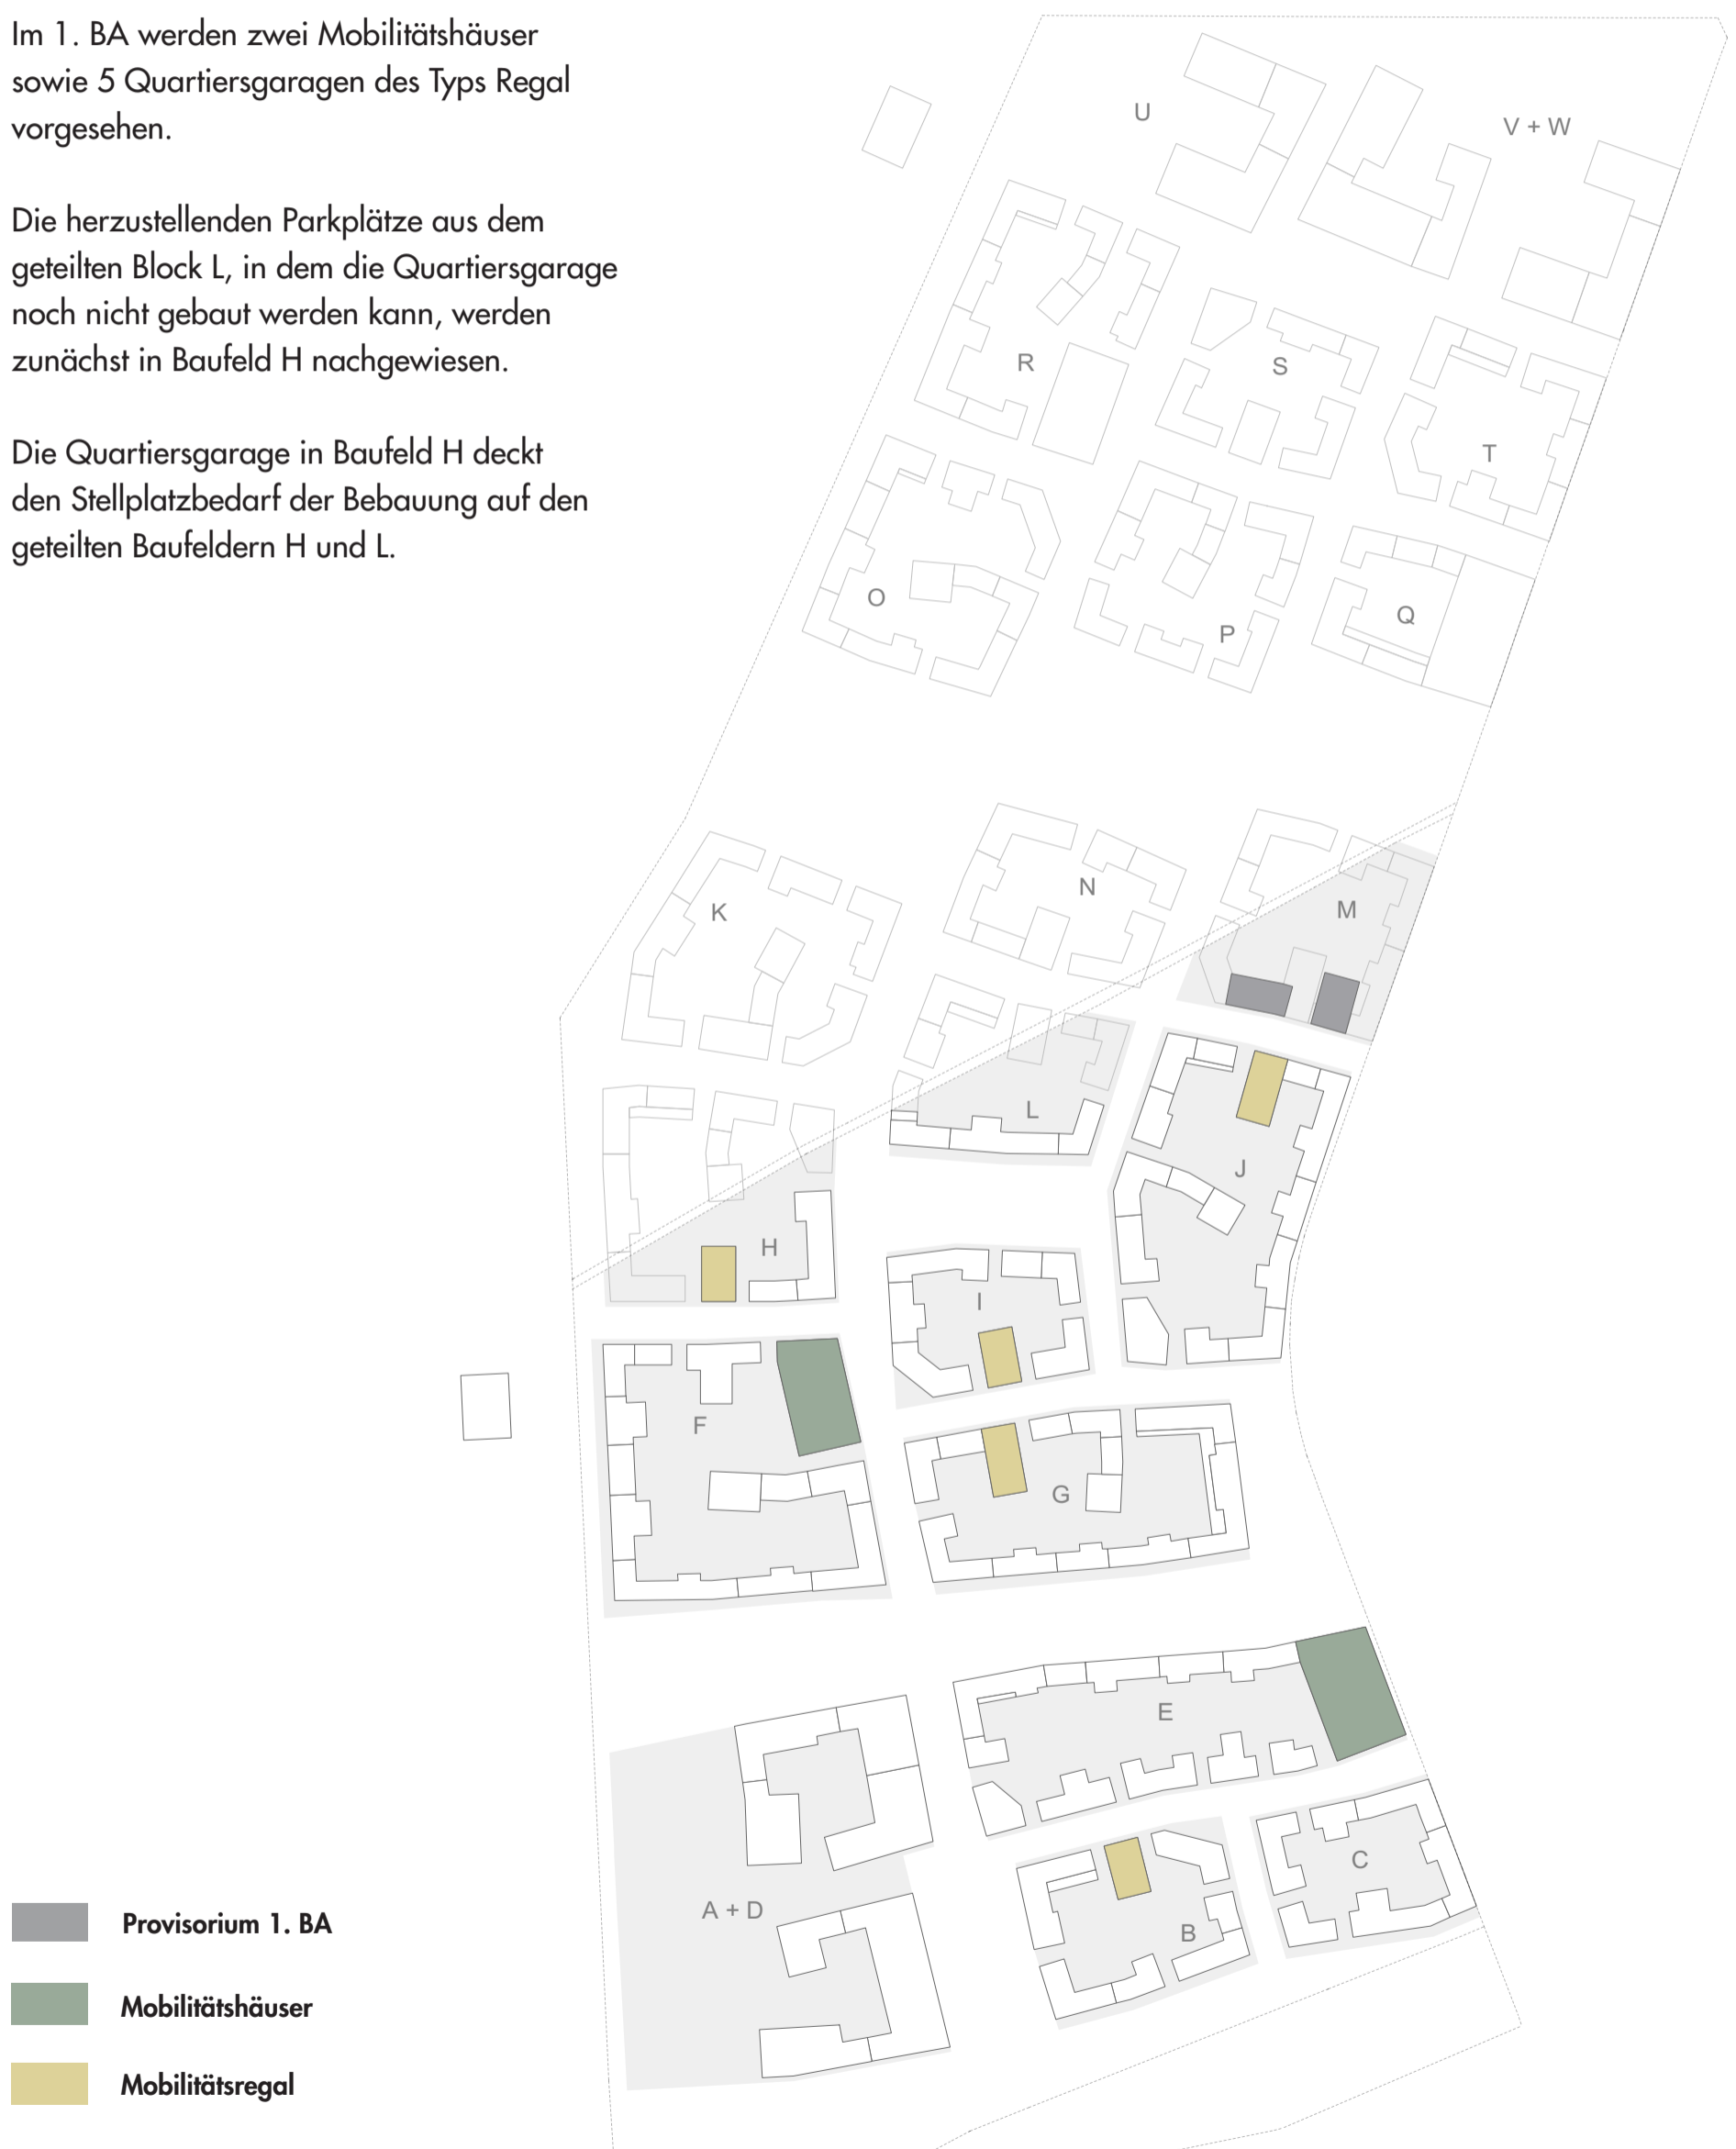 Im 1. BA werden zwei Mobilitätshäuser
sowie 5 Quartiersgaragen des Typs Regal
vorgesehen.
Die herzustellenden Parkplätze aus dem
geteilten Block L, in dem die Quartiersgarage
noch nicht gebaut werden kann, werden
zunächst in Baufeld H nachgewiesen.
Die Quartiersgarage in Baufeld H deckt
den Stellplatzbedarf der Bebauung auf den
geteilten Baufeldern H und L.
U
V + W
R
S
T
O
P
Q
K
N
M
L
J
H
I
F
G
E
A + D
B
C
Provisorium 1. BA
Mobilitätshäuser
Mobilitätsregal